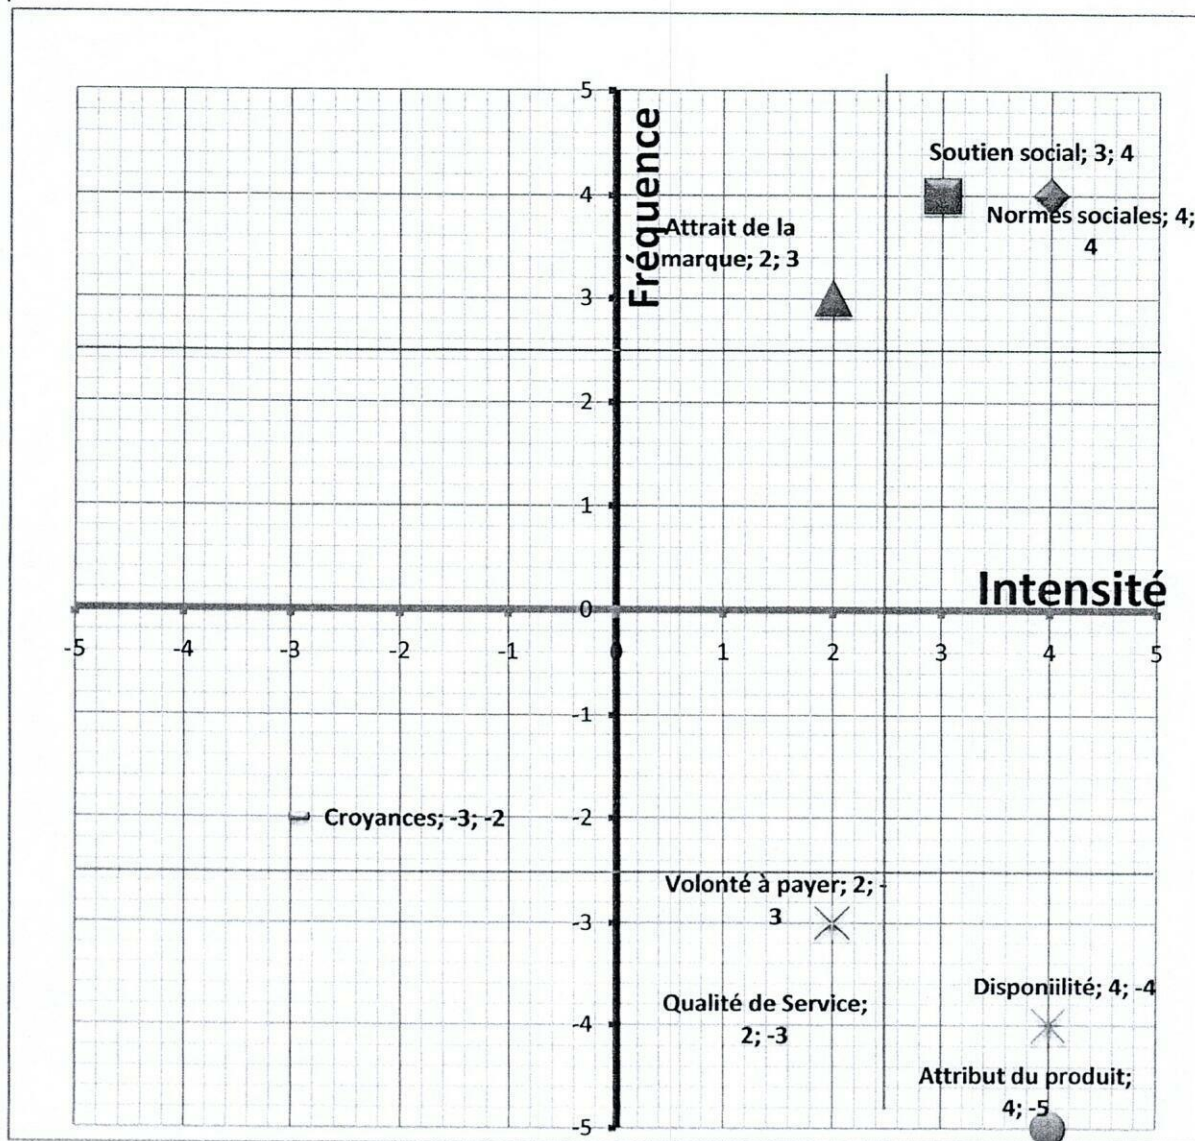 5
Fréquence
Soutien social; 3; 4
4
Normes sociales; 4;
4
Attrait de la
marque; 2; 3
3
2
1
Intensité
0
-5
-4
-3
-2
-1
0
1
2
3
4
5
-1
Croyances; -3; -2
-2
Volonté à payer; 2; -
3
-3
Disponiilité; 4; -4
Qualité de Service;
2; -3
-4
Attribut du produit;
4; -5
-5